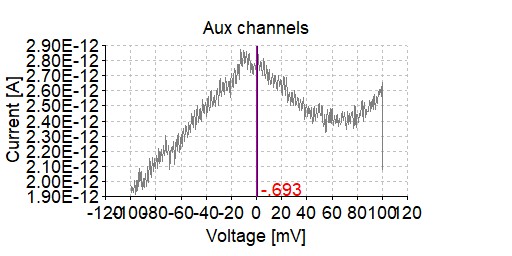 Aux channels
2.90E-12
2.80E-12
2.70E-12
2.60E-12
2.50E-12
2.40E-12
2.30E-12
2.20E-12
2.10E-12
2.00E-12
1.90E-12
Current [A]
-.693
-120 -100 -80 -60 -40 -20 0 20 40 60 80 100 120
Voltage [mV]